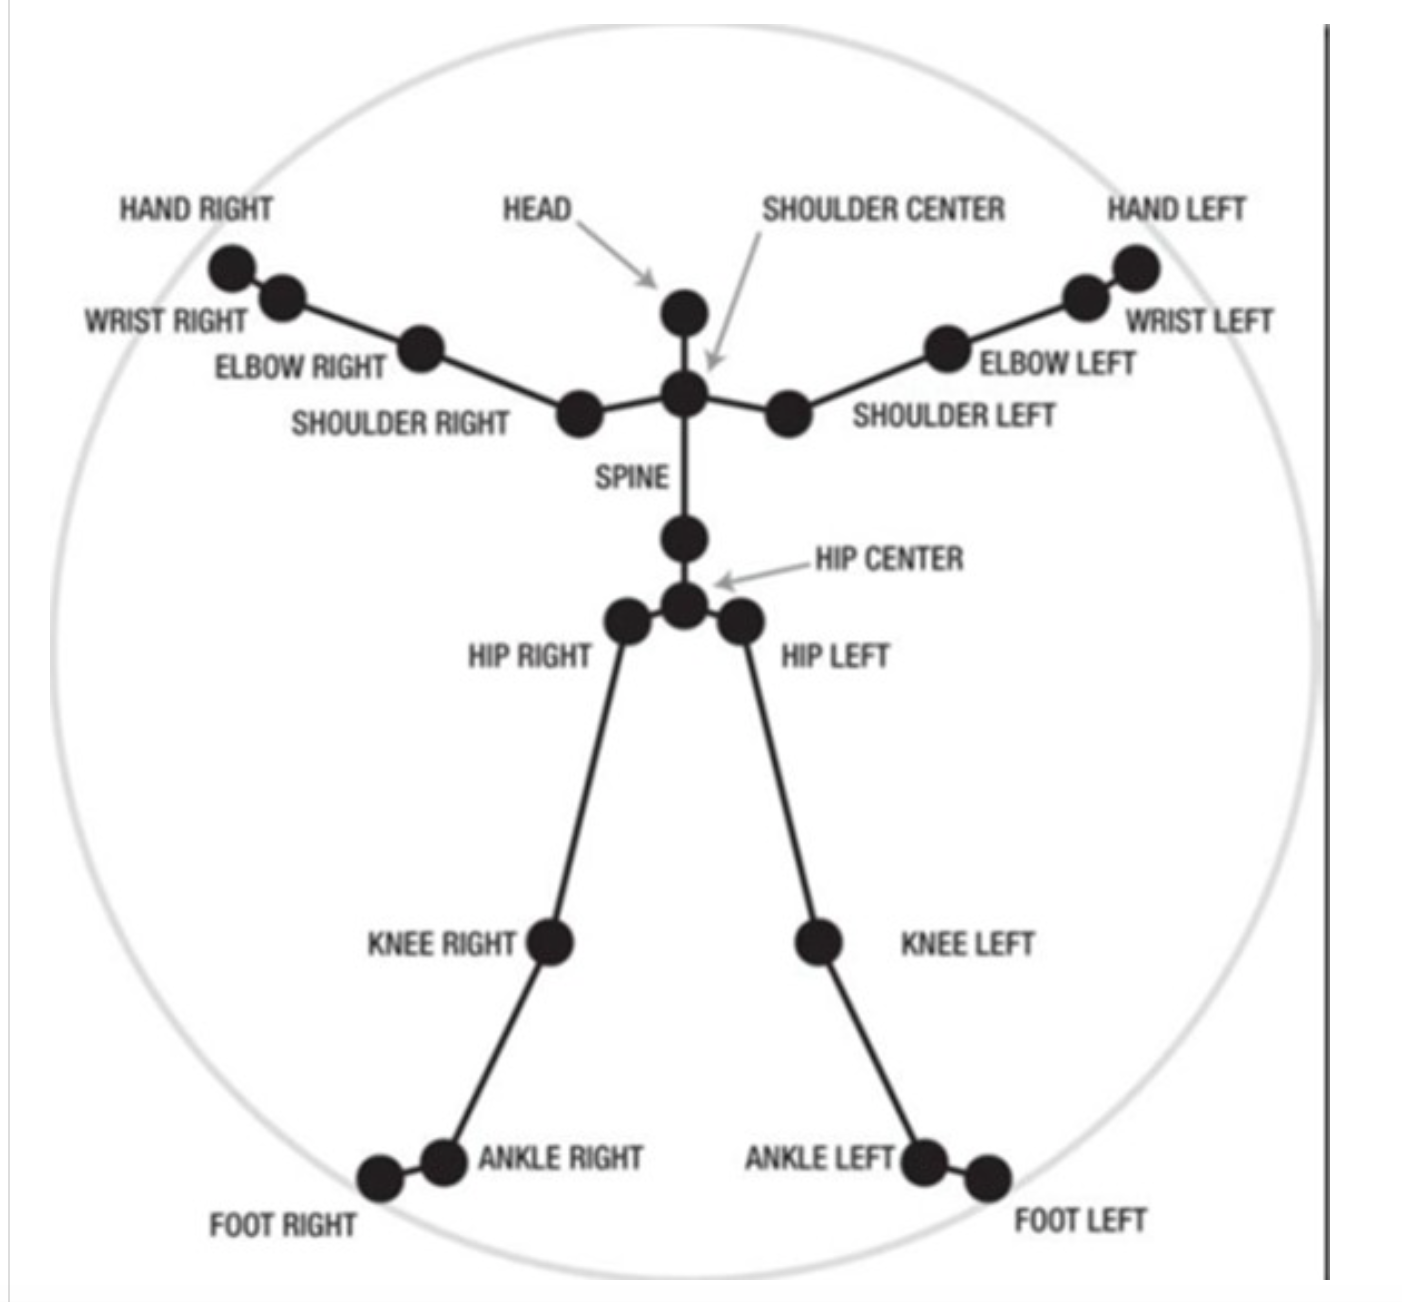 HAND RIGHT
HEAD
SHOULDER CENTER
HAND LEFT
WRIST RIGHT
WRIST LEFT
ELBOW RIGHT
ELBOW LEFT
SHOULDER RIGHT
SHOULDER LEFT
SPINE
HIP CENTER
HIP RIGHT
HIP LEFT
KNEE RIGHT
KNEE LEFT
ANKLE RIGHT
ANKLE LEFT
FOOT RIGHT
FOOT LEFT